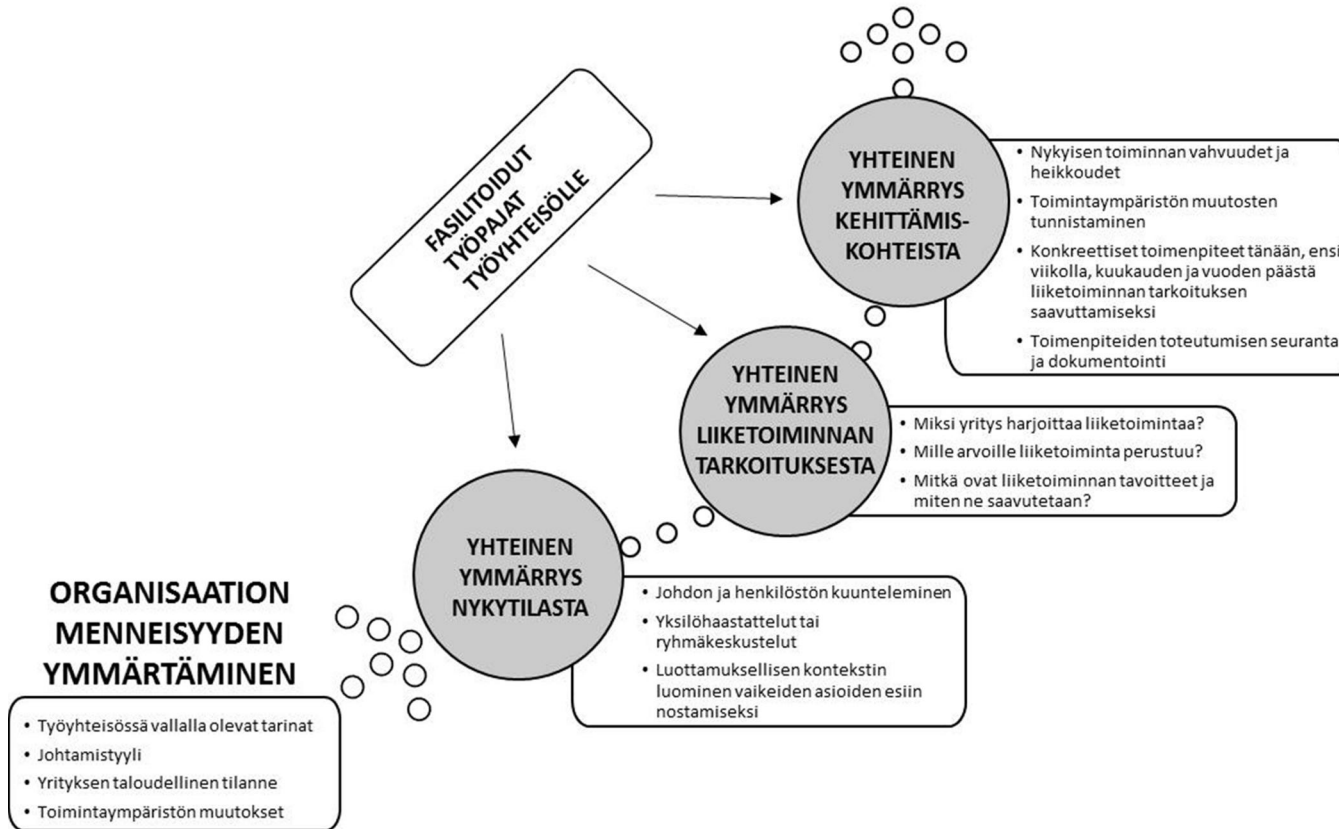 FASILITOIDUT
TYÖPAJAT
TYÖYHTEISÖLLE
YHTEINEN
YMMÄRRYS
KEHITTÄMIS-
KOHTEISTA
• Nykyisen toiminnan vahvuudet ja
heikkoudet
• Toimintaympäristön muutosten
tunnistaminen
• Konkreettiset toimenpiteet tänään, ensi
viikolla, kuukauden ja vuoden päästä
liiketoiminnan tarkoituksen
saavuttamiseksi
• Toimenpiteiden toteutumisen seuranta
ja dokumentointi
YHTEINEN
YMMÄRRYS
LIIKETOIMINNAN
TARKOITUKSESTA
• Miksi yritys harjoittaa liiketoimintaa?
• Mille arvoille liiketoiminta perustuu?
• Mitkä ovat liiketoiminnan tavoitteet ja
miten ne saavutetaan?
YHTEINEN
YMMÄRRYS
NYKYTILASTA
• Johdon ja henkilöstön kuunteleminen
• Yksilöhaastattelut tai
ryhmäkeskustelut
• Luottamuksellisen kontekstin
luominen vaikeiden asioiden esiin
nostamiseksi
ORGANISAATION
MENNEISYYDEN
YMMÄRTÄMINEN
• Työyhteisössä vallalla olevat tarinat
• Johtamistyyli
• Yrityksen taloudellinen tilanne
• Toimintaympäristön muutokset